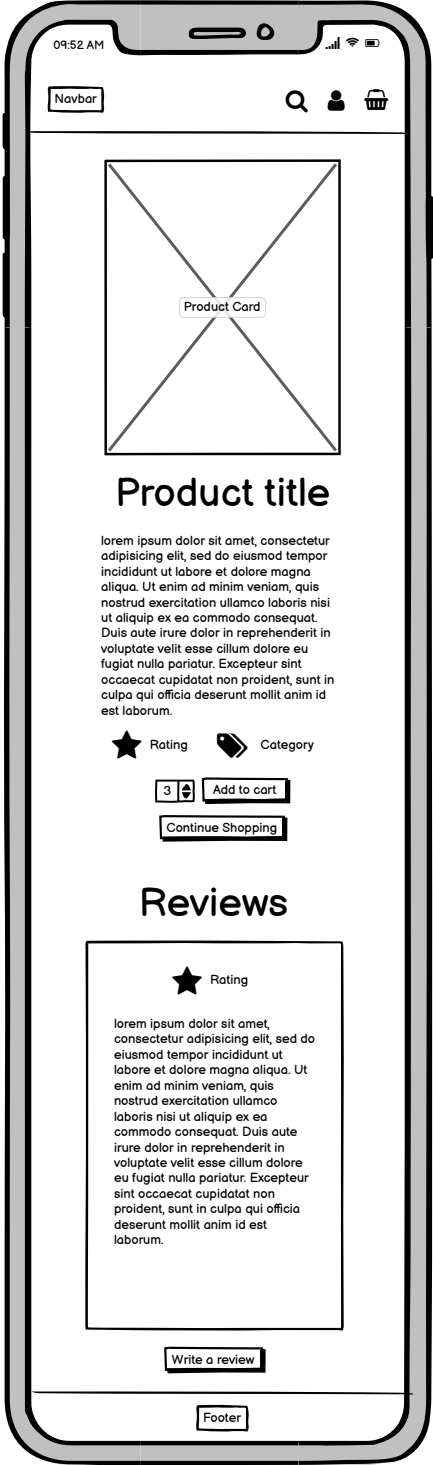 09:52 AM
Navbar
Product Card
Product title
lorem ipsum dolor sit amet, consectetur
adipisicing elit, sed do eiusmod tempor
incididunt ut labore et dolore magna
aliqua. Ut enim ad minim veniam, quis
nostrud exercitation ullamco laboris nisi
ut aliquip ex ea commodo consequat.
Duis aute irure dolor in reprehenderit in
voluptate velit esse cillum dolore eu
fugiat nulla pariatur. Excepteur sint
occaecat cupidatat non proident, sunt in
culpa qui officia deserunt mollit anim id
est laborum.
Rating Category
3 Add to cart
Continue Shopping
Reviews
Rating
lorem ipsum dolor sit amet,
consectetur adipisicing elit, sed do
eiusmod tempor incididunt ut
labore et dolore magna aliqua. Ut
enim ad minim veniam, quis
nostrud exercitation ullamco
laboris nisi ut aliquip ex ea
commodo consequat. Duis aute
irure dolor in reprehenderit in
voluptate velit esse cillum dolore
eu fugiat nulla pariatur. Excepteur
sint occaecat cupidatat non
proident, sunt in culpa qui officia
deserunt mollit anim id est
laborum.
Write a review
Footer